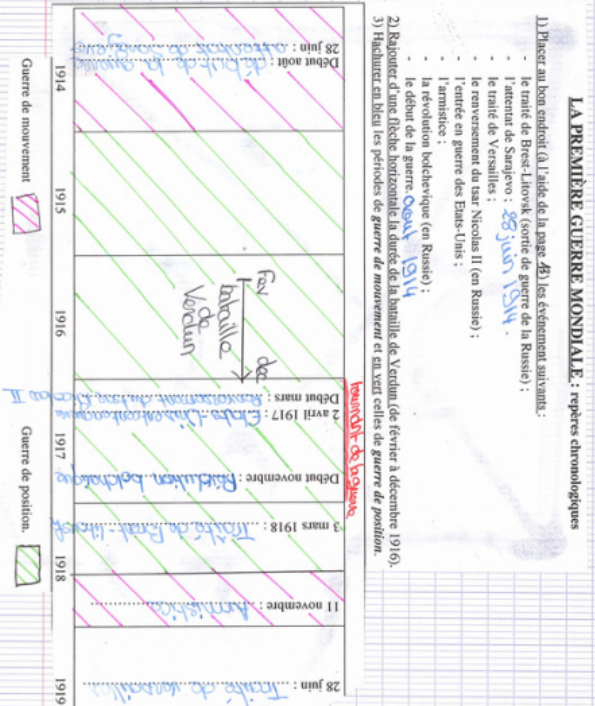 LA PREMIÈRE GUERRE MONDIALE : repères chronologiques
1) Placer au bon endroit (à l'aide de la page 13) les événement suivants :
- le traité de Brest-Litovsk (sortie de guerre de la Russie) ;
- l'attentat de Sarajevo ; 28 juin 1914.
- le traité de Versailles ;
- le renversement du tsar Nicolas II (en Russie) ;
- l'entrée en guerre des Etats-Unis ;
- l'armistice ;
- la révolution bolchevique (en Russie) ;
- le début de la guerre. aout 1914
2) Rajouter d'une flèche horizontale la durée de la bataille de Verdun (de février à décembre 1916).
3) Hachurer en bleu les périodes de guerre de mouvement et en vert celles de guerre de position.
tournant de la guerre
28 juin : attentat de Sarajevo
Début août : début de la guerre
Fev dec
bataille
de
Verdun
Début mars : Renversement du tsar Nicolas II
2 avril 1917 : Etats-Unis
Début novembre : Révolution bolchevique
3 mars 1918 : Traité de Brest-Litovsk
11 novembre : Armistice
28 juin : Traité de Versailles
1914 1915 1916 1917 1918 1919
Guerre de mouvement
Guerre de position.